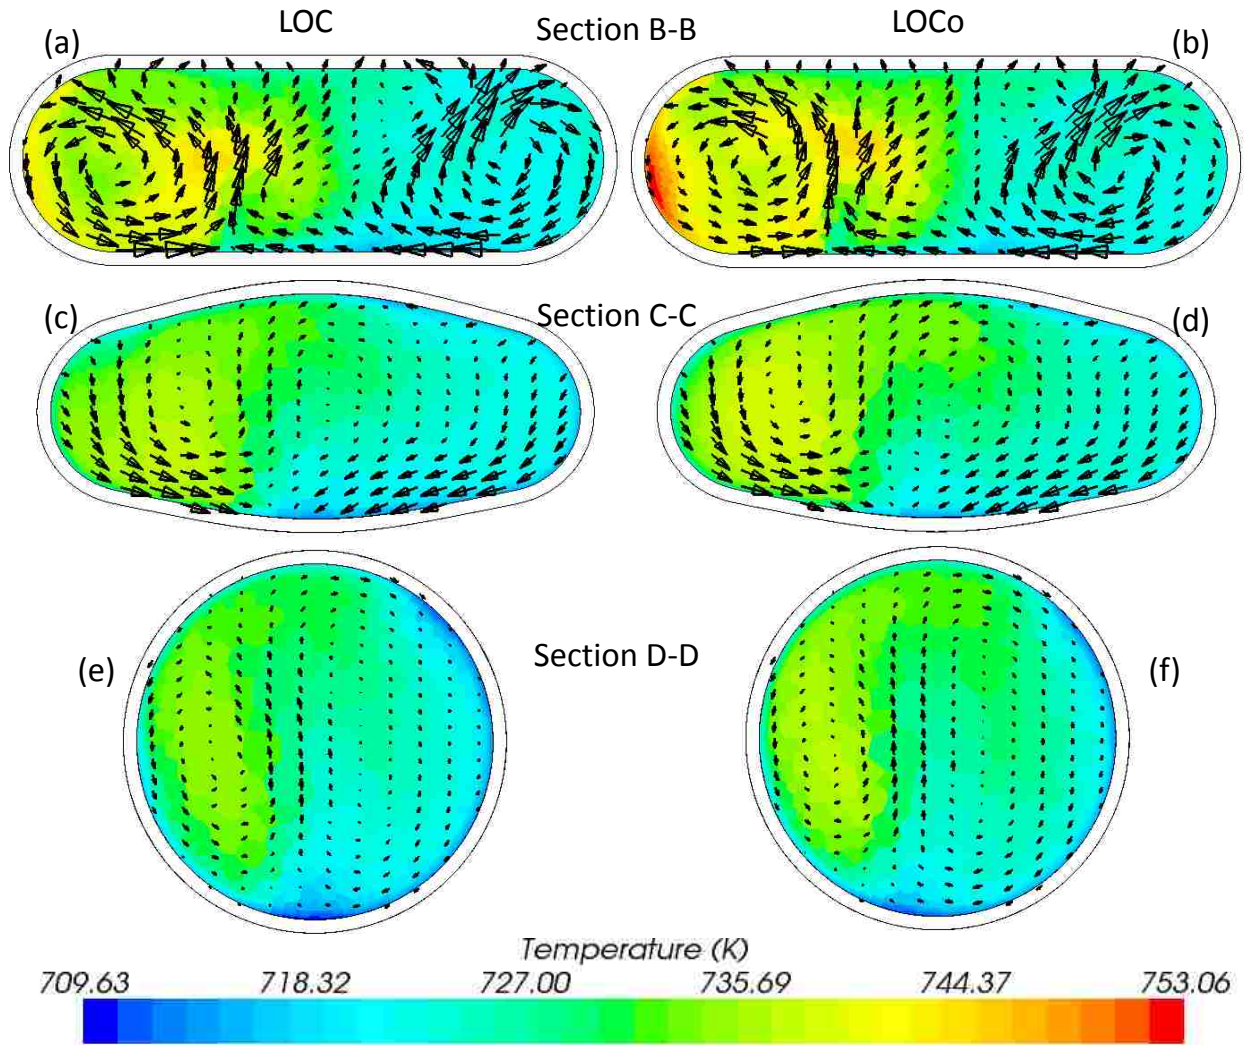 LOC
Section B-B
LOCo
(a)
(b)
(c)
Section C-C
(d)
(e)
Section D-D
(f)
Temperature (K)
709.63 718.32 727.00 735.69 744.37 753.06